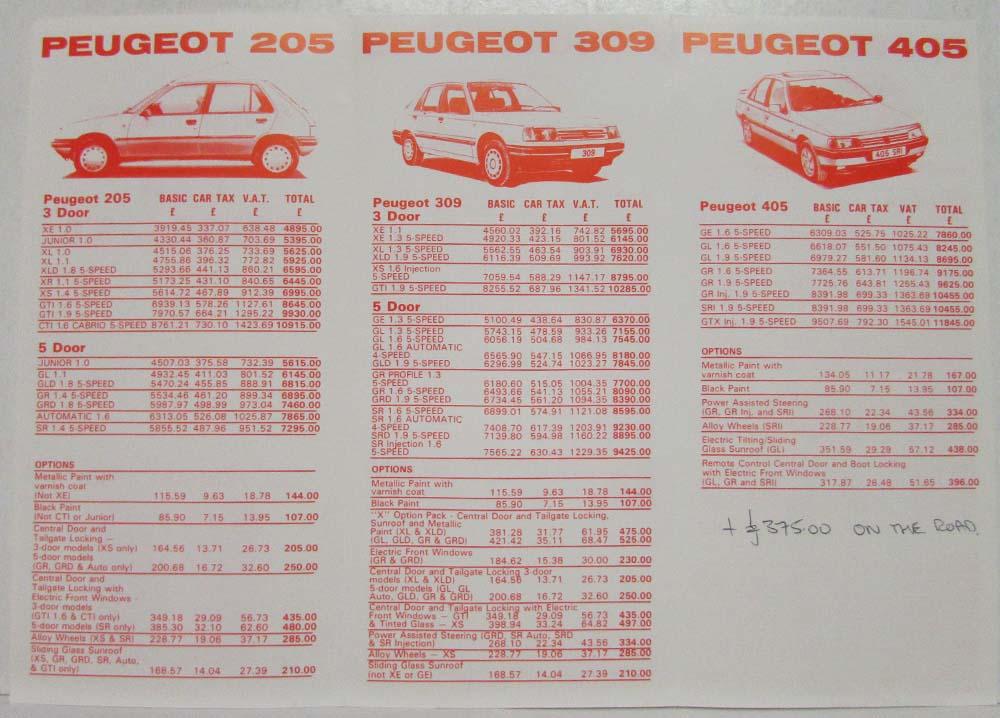 PEUGEOT 205
Peugeot 205 BASIC CAR TAX V.A.T. TOTAL
3 Door £ £ £ £
XE 1.0 3919.45 337.07 638.48 4895.00
JUNIOR 1.0 4330.44 360.87 703.69 5395.00
XL 1.0 4515.06 376.25 733.69 5625.00
XL 1.1 4755.86 396.32 772.82 5925.00
XLD 1.8 5-SPEED 5293.66 441.13 860.21 6595.00
XR 1.1 5-SPEED 5173.25 431.10 840.65 6445.00
XS 1.4 5-SPEED 5614.72 467.89 912.39 6995.00
GTI 1.6 5-SPEED 6939.13 578.26 1127.61 8645.00
GTI 1.9 5-SPEED 7970.57 664.21 1295.22 9930.00
CTI 1.6 CABRIO 5-SPEED 8761.21 730.10 1423.69 10915.00
5 Door
JUNIOR 1.0 4507.03 375.58 732.39 5615.00
GL 1.1 4932.45 411.03 801.52 6145.00
GLD 1.8 5-SPEED 5470.24 455.85 888.91 6815.00
GR 1.4 5-SPEED 5534.46 461.20 899.34 6895.00
GRD 1.8 5-SPEED 5987.97 498.99 973.04 7460.00
AUTOMATIC 1.6 6313.05 526.08 1025.87 7865.00
SR 1.4 5-SPEED 5855.52 487.96 951.52 7295.00
OPTIONS
Metallic Paint with
varnish coat
(Not XE) 115.59 9.63 18.78 144.00
Black Paint
(Not CTI or Junior) 85.90 7.15 13.95 107.00
Central Door and
Tailgate Locking –
3-door models (XS only) 164.56 13.71 26.73 205.00
5-door models
(GR, GRD & Auto only) 200.68 16.72 32.60 250.00
Central Door and
Tailgate Locking with
Electric Front Windows -
3-door models
(GTI 1.6 & CTI only) 349.18 29.09 56.73 435.00
5-door models (SR only) 385.30 32.10 62.60 480.00
Alloy Wheels (XS & SR) 228.77 19.06 37.17 285.00
Sliding Glass Sunroof
(XS, GR, GRD, SR, Auto,
& GTI only) 168.57 14.04 27.39 210.00
PEUGEOT 309
309
Peugeot 309 BASIC CAR TAX V.A.T. TOTAL
3 Door £ £ £ £
XE 1.1 4560.02 392.16 742.82 5695.00
XE 1.3 5-SPEED 4920.33 423.15 801.52 6145.00
XL 1.3 5-SPEED 5562.55 463.54 903.91 6930.00
XLD 1.9 5-SPEED 6116.39 509.69 993.92 7620.00
XS 1.6 Injection
5-SPEED 7059.54 588.29 1147.17 8795.00
GTI 1.9 5-SPEED 8255.52 687.96 1341.52 10285.00
5 Door
GE 1.3 5-SPEED 5100.49 438.64 830.87 6370.00
GL 1.3 5-SPEED 5743.15 478.59 933.26 7155.00
GL 1.6 5-SPEED 6056.19 504.68 984.13 7545.00
GL 1.6 AUTOMATIC
4-SPEED 6565.90 547.15 1066.95 8180.00
GLD 1.9 5-SPEED 6296.99 524.74 1023.27 7845.00
GR PROFILE 1.3
5-SPEED 6180.60 515.05 1004.35 7700.00
GR 1.6 5-SPEED 6493.66 541.13 1055.21 8090.00
GRD 1.9 5-SPEED 6734.45 561.20 1094.35 8390.00
SR 1.6 5-SPEED 6899.01 574.91 1121.08 8595.00
SR 1.6 AUTOMATIC
4-SPEED 7408.70 617.39 1203.91 9230.00
SRD 1.9 5-SPEED 7139.80 594.98 1160.22 8895.00
SR Injection 1.6
5-SPEED 7565.22 630.43 1229.35 9425.00
OPTIONS
Metallic Paint with
varnish coat 115.59 9.63 18.78 144.00
Black Paint 85.90 7.15 13.95 107.00
"X" Option Pack - Central Door and Tailgate Locking,
Sunroof and Metallic
Paint (XL & XLD) 381.28 31.77 61.95 475.00
(GL, GLD, GR & GRD) 421.42 35.11 68.47 525.00
Electric Front Windows
(GR & GRD) 184.62 15.38 30.00 230.00
Central Door and Tailgate Locking 3-door
models (XL & XLD) 164.56 13.71 26.73 205.00
5-door models (GL, GL
Auto, GLD, GR & GRD) 200.68 16.72 32.60 250.00
Central Door and Tailgate Locking with Electric
Front Windows – GTI 349.18 29.09 56.73 435.00
& Tinted Glass – XS 398.94 33.24 64.82 497.00
Power Assisted Steering (GRD, SR Auto, SRD
& SR Injection) 268.10 22.34 43.56 334.00
Alloy Wheels – XS 228.77 19.06 37.17 285.00
Sliding Glass Sunroof
(not XE or GE) 168.57 14.04 27.39 210.00
PEUGEOT 405
405 SRI
Peugeot 405 BASIC CAR TAX VAT TOTAL
£ £ £ £
GE 1.6 5-SPEED 6309.03 525.75 1025.22 7860.00
GL 1.6 5-SPEED 6618.07 551.50 1075.43 8245.00
GL 1.9 5-SPEED 6979.27 581.60 1134.13 8695.00
GR 1.6 5-SPEED 7364.55 613.71 1196.74 9175.00
GR 1.9 5-SPEED 7725.76 643.81 1255.43 9625.00
GR Inj. 1.9 5-SPEED 8391.98 699.33 1363.69 10455.00
SRI 1.9 5-SPEED 8391.98 699.33 1363.69 10455.00
GTX Inj. 1.9 5-SPEED 9507.69 792.30 1545.01 11845.00
OPTIONS
Metallic Paint with
varnish coat 134.05 11.17 21.78 167.00
Black Paint 85.90 7.15 13.95 107.00
Power Assisted Steering
(GR, GR Inj, and SRI) 268.10 22.34 43.56 334.00
Alloy Wheels (SRI) 228.77 19.06 37.17 285.00
Electric Tilting/Sliding
Glass Sunroof (GL) 351.59 29.29 57.12 438.00
Remote Control Central Door and Boot Locking
with Electric Front Windows
(GL, GR and SRI) 317.87 26.48 51.65 396.00
+ £375.00 ON THE ROAD.